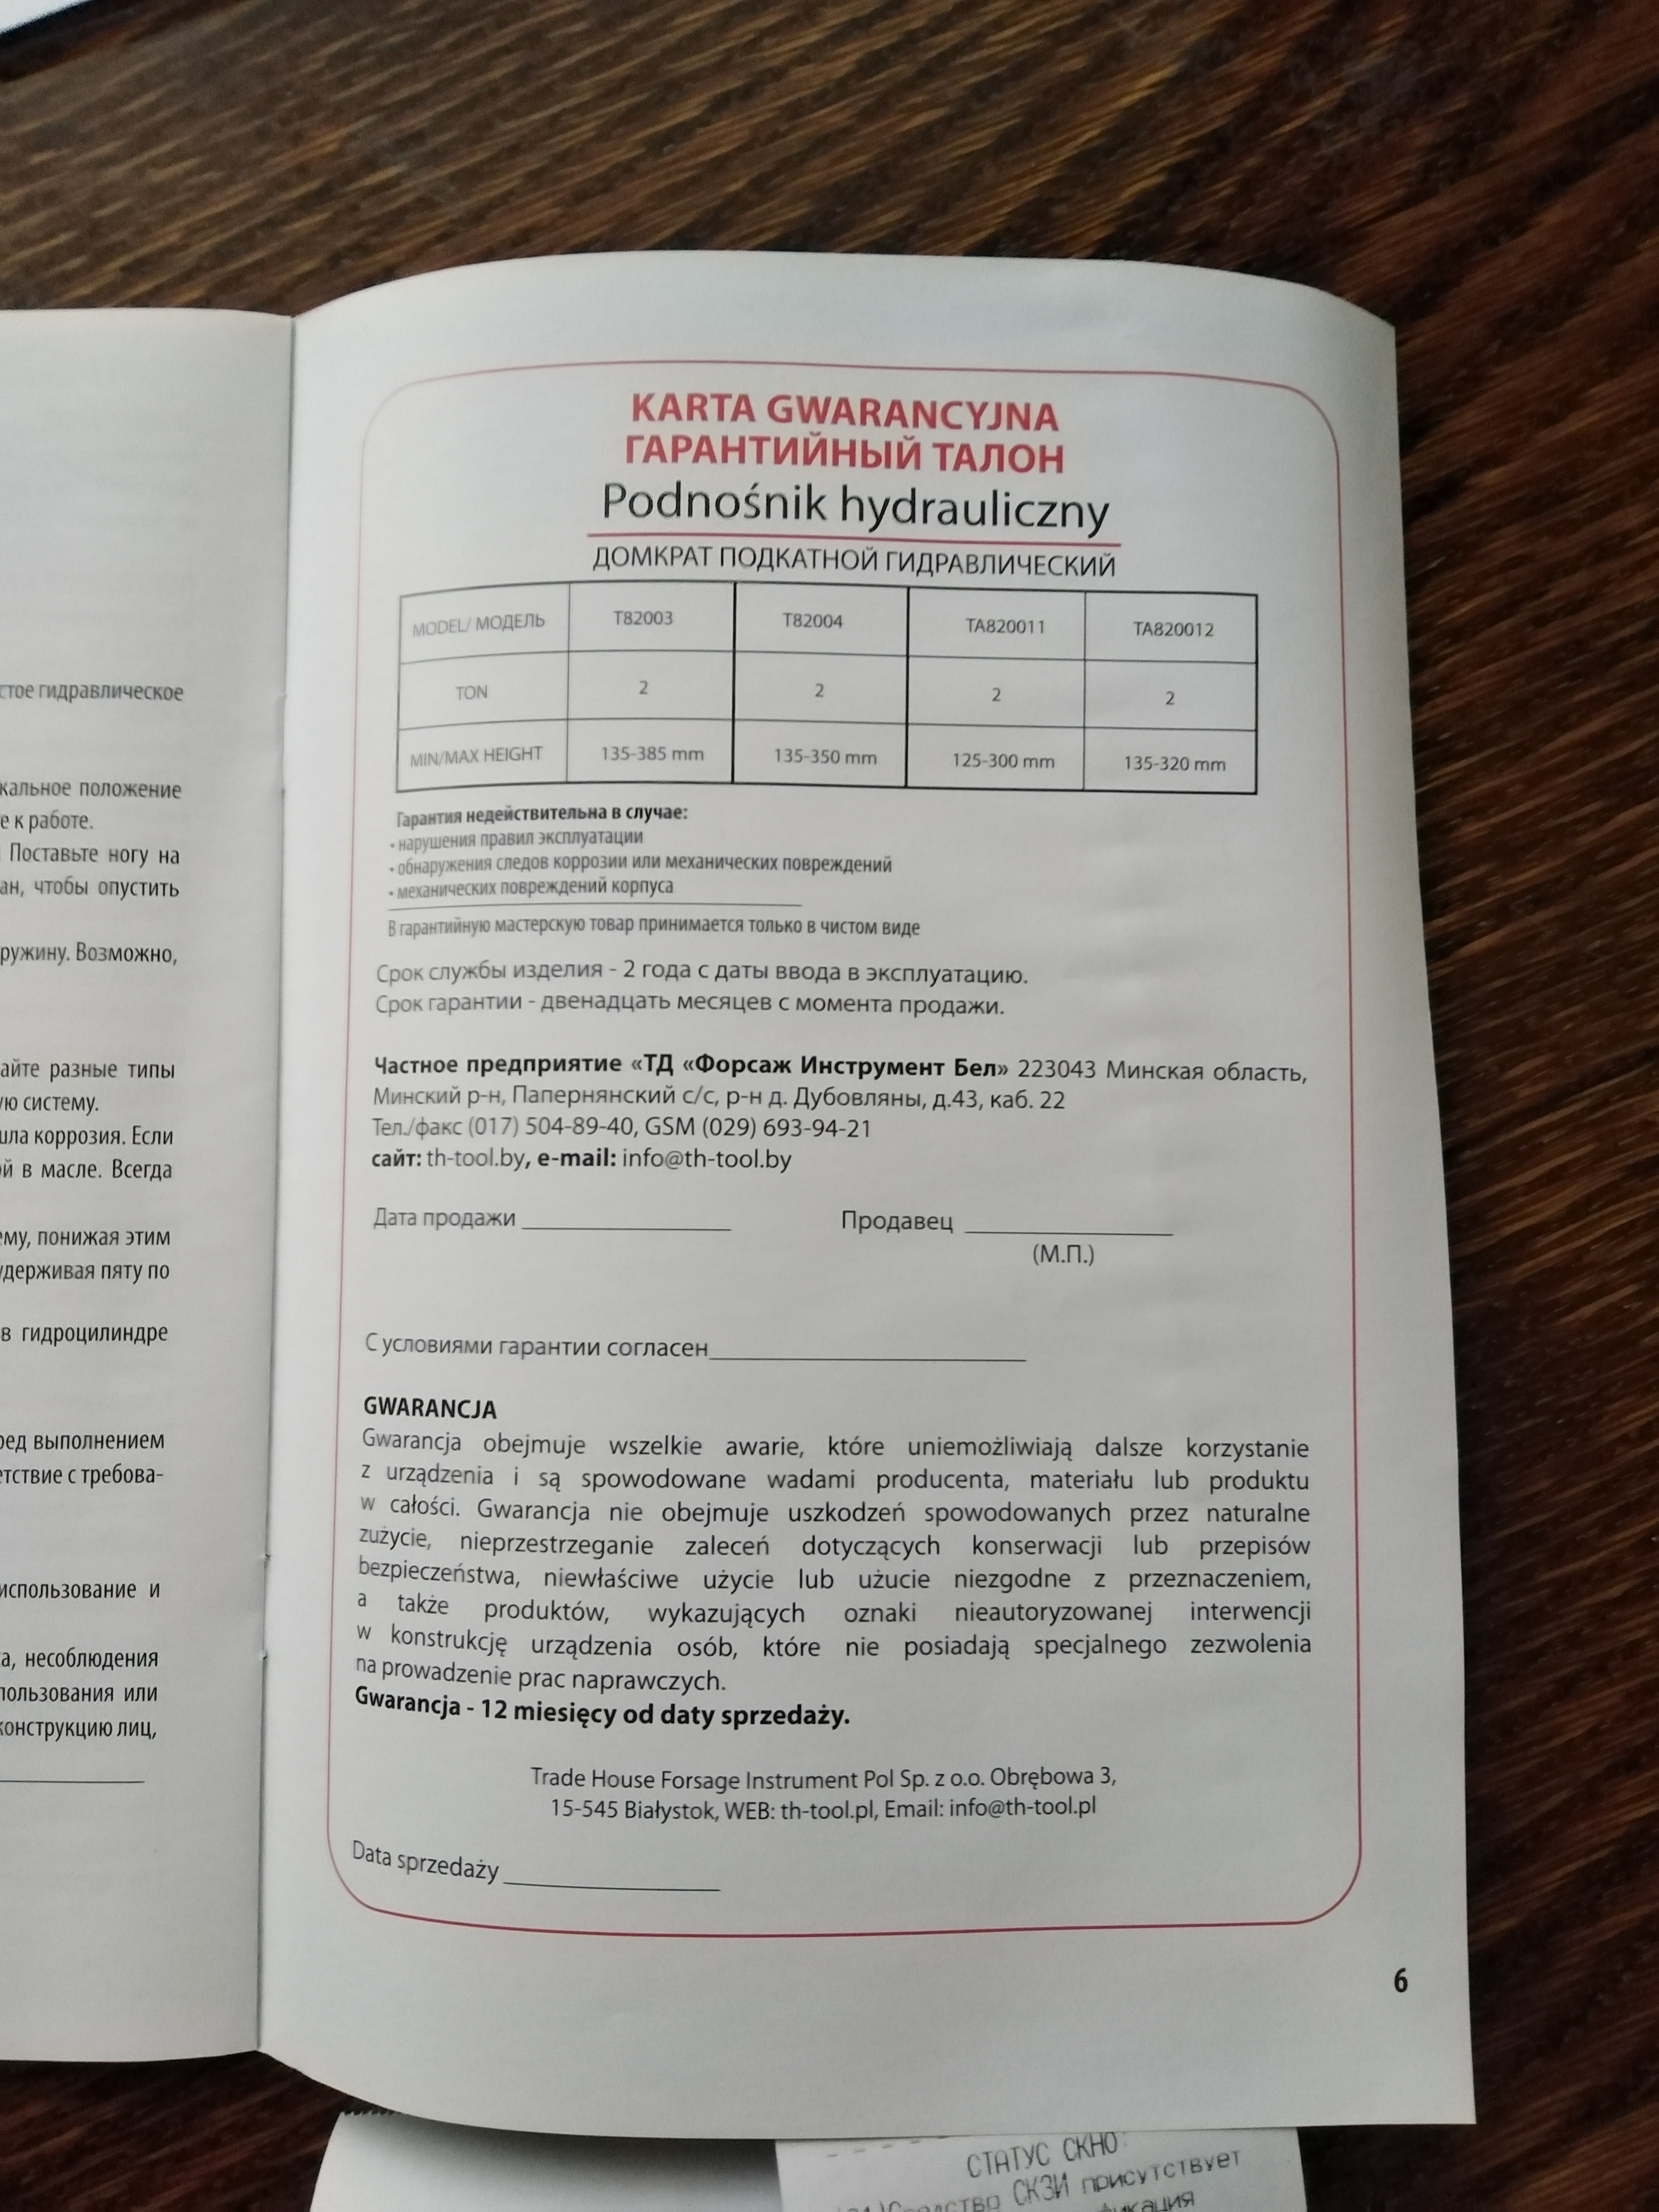 стое гидравлическое
кальное положение
е к работе.
Поставьте ногу на
ан, чтобы опустить
ружину. Возможно,
айте разные типы
ую систему.
шла коррозия. Если
ой в масле. Всегда
ему, понижая этим
удерживая пяту по
в гидроцилиндре
ред выполнением
етствие с требова-
использование и
а, несоблюдения
пользования или
конструкцию лиц,
KARTA GWARANCYJNA
ГАРАНТИЙНЫЙ ТАЛОН
Podnośnik hydrauliczny
ДОМКРАТ ПОДКАТНОЙ ГИДРАВЛИЧЕСКИЙ
MODEL/ МОДЕЛЬ T82003 T82004 TA820011 TA820012
TON 2 2 2 2
MIN/MAX HEIGHT 135-385 mm 135-350 mm 125-300 mm 135-320 mm
Гарантия недействительна в случае:
• нарушения правил эксплуатации
• обнаружения следов коррозии или механических повреждений
• механических повреждений корпуса
В гарантийную мастерскую товар принимается только в чистом виде
Срок службы изделия - 2 года с даты ввода в эксплуатацию.
Срок гарантии - двенадцать месяцев с момента продажи.
Частное предприятие «ТД «Форсаж Инструмент Бел» 223043 Минская область,
Минский р-н, Папернянский с/с, р-н д. Дубовляны, д.43, каб. 22
Тел./факс (017) 504-89-40, GSM (029) 693-94-21
сайт: th-tool.by, e-mail: info@th-tool.by
Дата продажи ____________ Продавец ____________
(М.П.)
С условиями гарантии согласен____________
GWARANCJA
Gwarancja obejmuje wszelkie awarie, które uniemożliwiają dalsze korzystanie
z urządzenia i są spowodowane wadami producenta, materiału lub produktu
w całości. Gwarancja nie obejmuje uszkodzeń spowodowanych przez naturalne
zużycie, nieprzestrzeganie zaleceń dotyczących konserwacji lub przepisów
bezpieczeństwa, niewłaściwe użycie lub użucie niezgodne z przeznaczeniem,
a także produktów, wykazujących oznaki nieautoryzowanej interwencji
w konstrukcję urządzenia osób, które nie posiadają specjalnego zezwolenia
na prowadzenie prac naprawczych.
Gwarancja - 12 miesięcy od daty sprzedaży.
Trade House Forsage Instrument Pol Sp. z o.o. Obrębowa 3,
15-545 Białystok, WEB: th-tool.pl, Email: info@th-tool.pl
Data sprzedaży ____________
6
СТАТУС СКНО:
СКЗИ присутствует